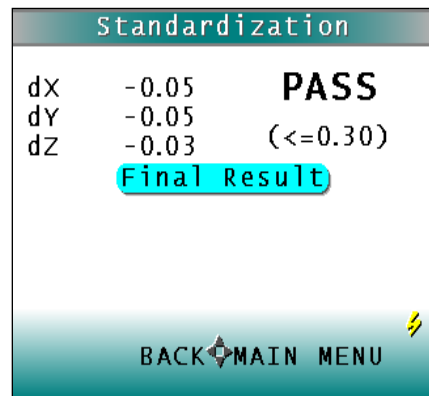 Standardization
dX -0.05 PASS
dY -0.05
dZ -0.03 (<=0.30)
Final Result
BACK MAIN MENU